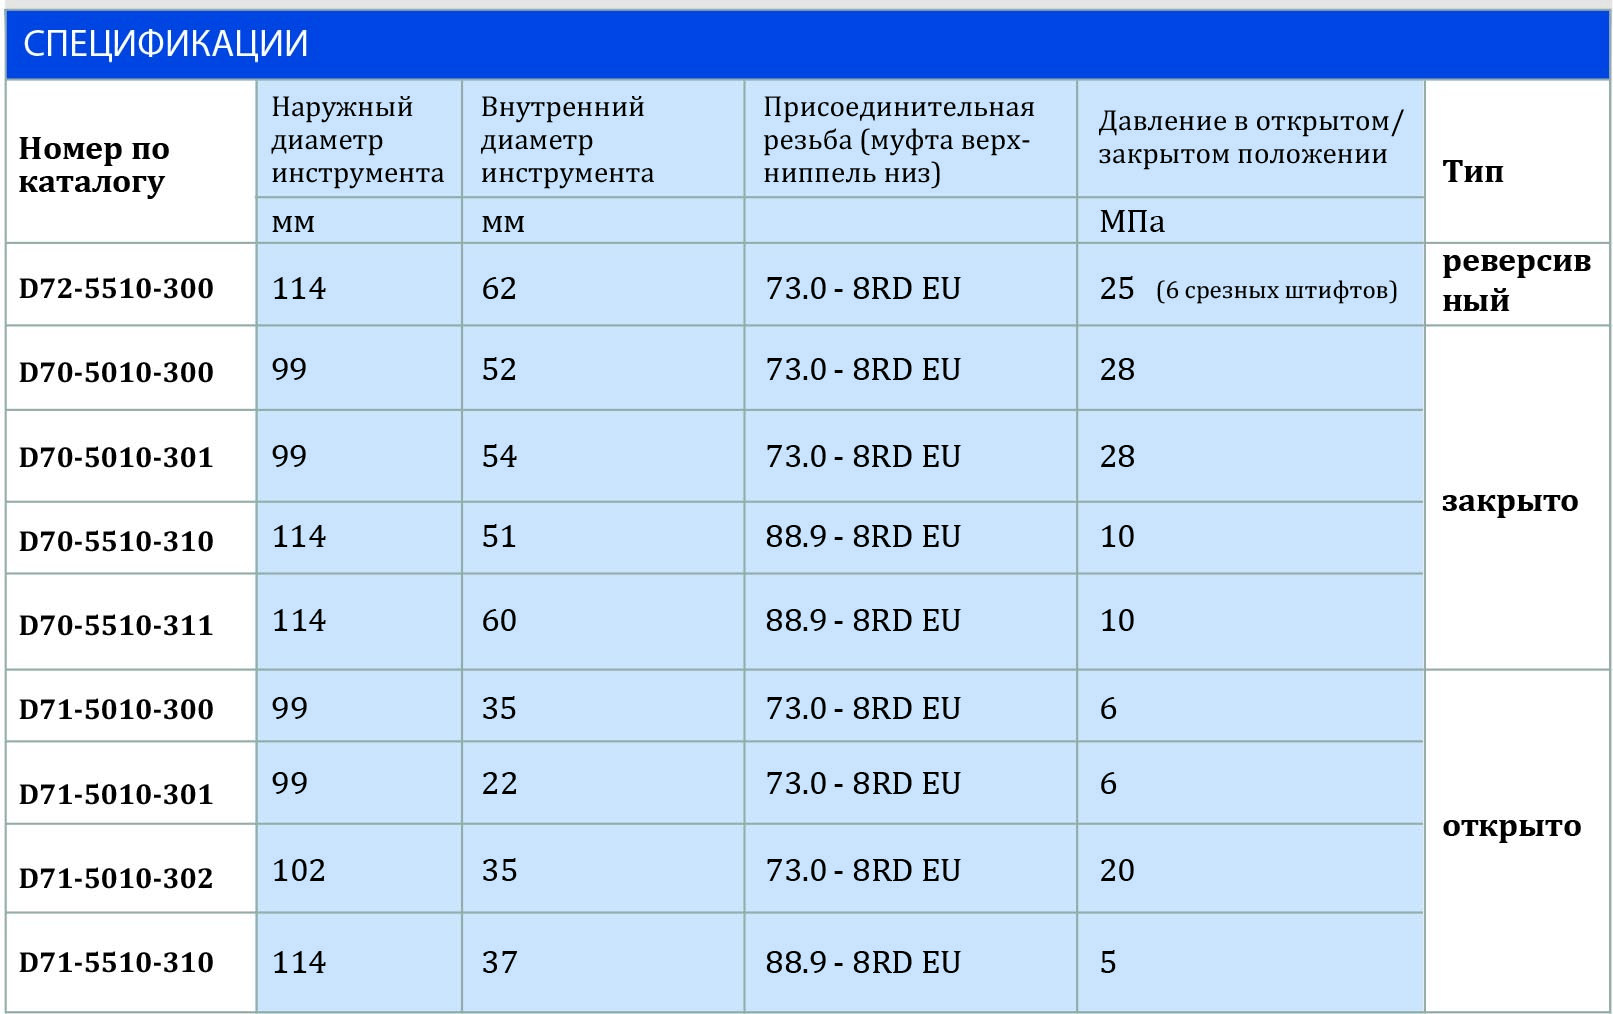 СПЕЦИФИКАЦИИ
Номер по
каталогу
Наружный
диаметр
инструмента
Внутренний
диаметр
инструмента
Присоединительная
резьба (муфта верх-
ниппель низ)
Давление в открытом/
закрытом положении
Тип
мм
мм
МПа
D72-5510-300 114 62 73.0 - 8RD EU 25 (6 срезных штифтов)
реверсив
ный
D70-5010-300 99 52 73.0 - 8RD EU 28
D70-5010-301 99 54 73.0 - 8RD EU 28
закрыто
D70-5510-310 114 51 88.9 - 8RD EU 10
D70-5510-311 114 60 88.9 - 8RD EU 10
D71-5010-300 99 35 73.0 - 8RD EU 6
D71-5010-301 99 22 73.0 - 8RD EU 6
открыто
D71-5010-302 102 35 73.0 - 8RD EU 20
D71-5510-310 114 37 88.9 - 8RD EU 5